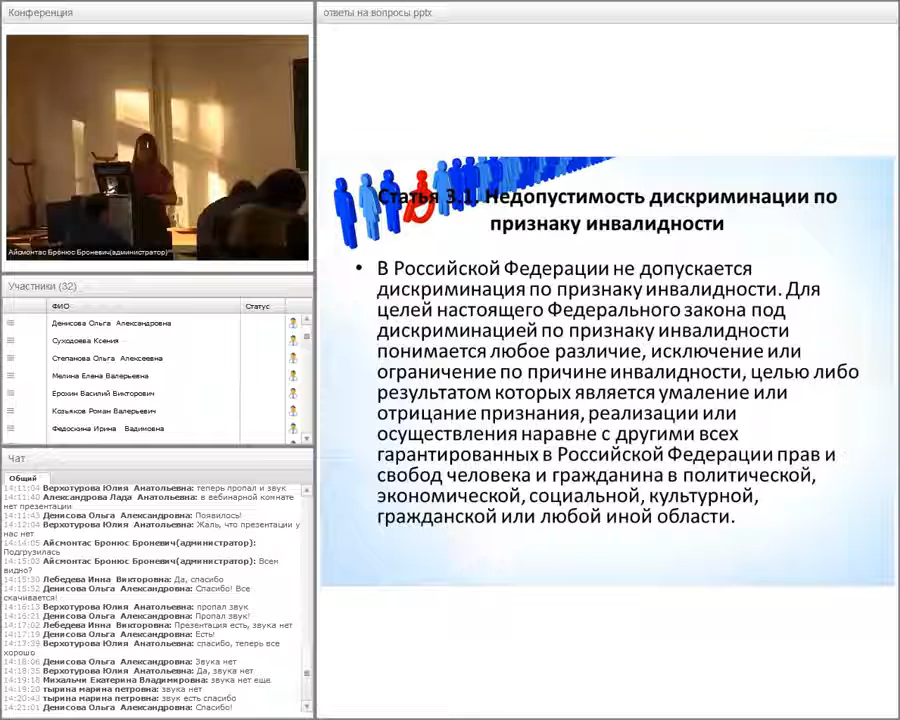 Конференция
Айсмонтас Бронюс Броневич(администратор)
Участники (32)
ФИО
Статус
Денисова Ольга Александровна
Суходоева Ксения
Степанова Ольга Алексеевна
Мелина Елена Валерьевна
Ерохин Василий Викторович
Козьяков Роман Валерьевич
Федоскина Ирина Вадимовна
Чат
Общий
14:11:04 Верхотурова Юлия Анатольевна: теперь пропал и звук
14:11:40 Александрова Лада Анатольевна: в вебинарной комнате
нет презентации
14:11:43 Денисова Ольга Александровна: Появилось!
14:12:04 Верхотурова Юлия Анатольевна: Жаль, что презентации у
нас нет
14:14:05 Айсмонтас Бронюс Броневич(администратор):
Подгрузилась
14:15:03 Айсмонтас Бронюс Броневич(администратор): Всем
видно?
14:15:30 Лебедева Инна Викторовна: Да, спасибо
14:15:52 Денисова Ольга Александровна: Спасибо! Все
скачивается!
14:16:13 Верхотурова Юлия Анатольевна: пропал звук
14:16:21 Денисова Ольга Александровна: Пропал звук!
14:17:02 Лебедева Инна Викторовна: Презентация есть, звука нет
14:17:19 Денисова Ольга Александровна: Есть!
14:17:39 Верхотурова Юлия Анатольевна: спасибо, теперь все
хорошо
14:18:06 Денисова Ольга Александровна: Звука нет
14:18:35 Верхотурова Юлия Анатольевна: Да, звука нет
14:19:18 Михальчи Екатерина Владимировна: звука нет еще
14:19:20 тырина марина петровна: звука нет
14:20:43 тырина марина петровна: звук есть спасибо
14:21:01 Денисова Ольга Александровна: Спасибо!
ответы на вопросы.pptx
Статья 3.1. Недопустимость дискриминации по
признаку инвалидности
• В Российской Федерации не допускается
дискриминация по признаку инвалидности. Для
целей настоящего Федерального закона под
дискриминацией по признаку инвалидности
понимается любое различие, исключение или
ограничение по причине инвалидности, целью либо
результатом которых является умаление или
отрицание признания, реализации или
осуществления наравне с другими всех
гарантированных в Российской Федерации прав и
свобод человека и гражданина в политической,
экономической, социальной, культурной,
гражданской или любой иной области.